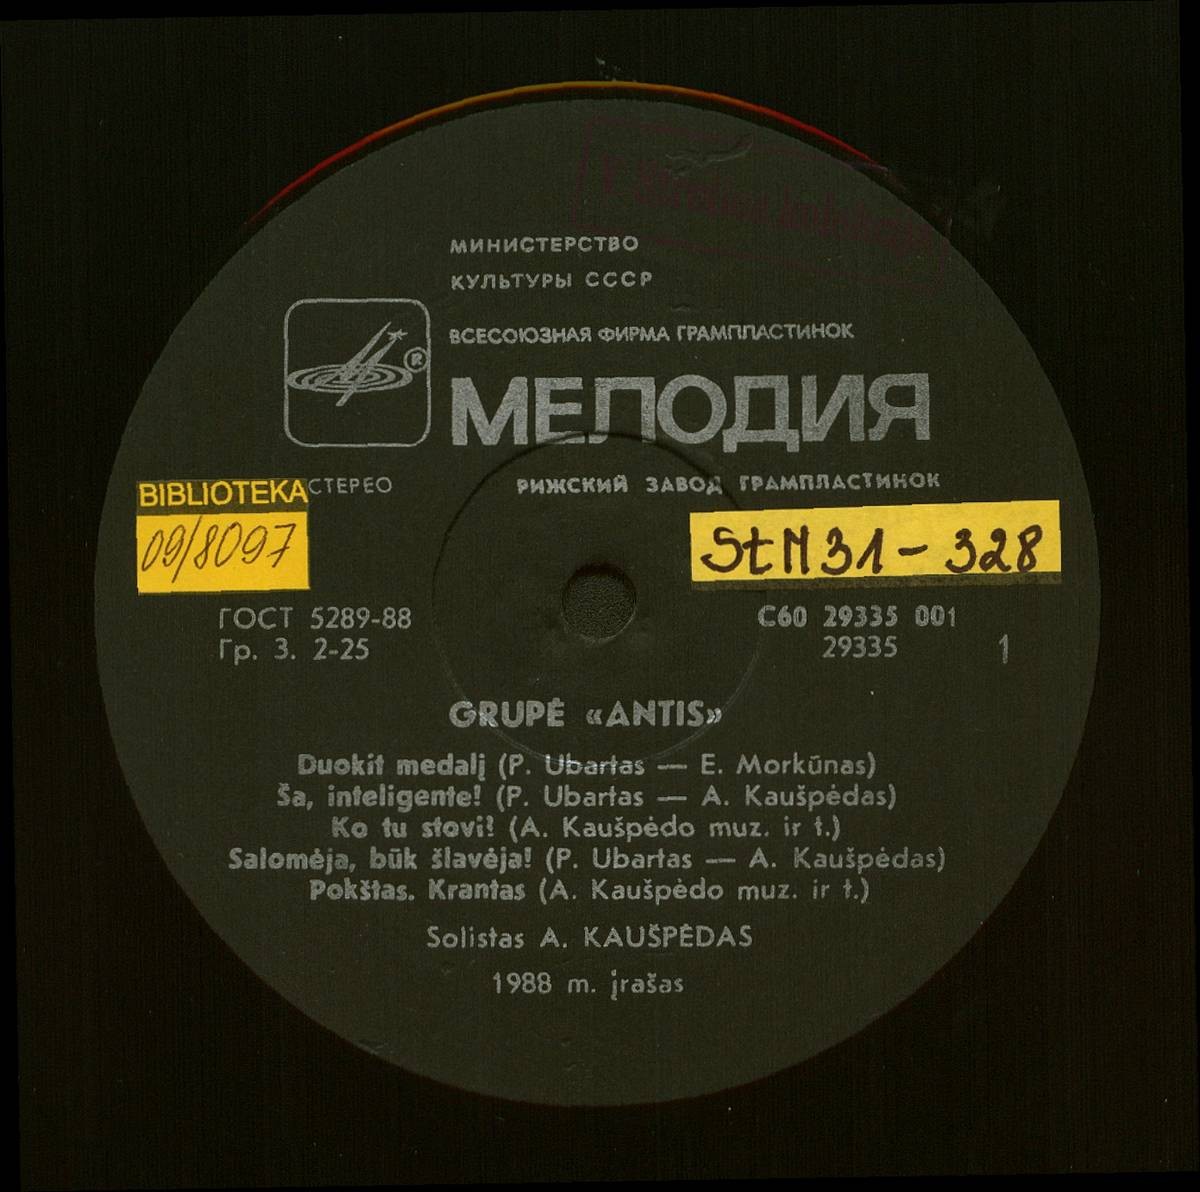 МИНИСТЕРСТВО
КУЛЬТУРЫ СССР
ВСЕСОЮЗНАЯ ФИРМА ГРАМПЛАСТИНОК
®
МЕЛОДИЯ
BIBLIOTEKA
СТЕРЕО
РИЖСКИЙ ЗАВОД ГРАМПЛАСТИНОК
09/8097
StM31-328
ГОСТ 5289-88
Гр. 3. 2-25
С60 29335 001
29335
1
GRUPĖ «ANTIS»
Duokit medalį (P. Ubartas — E. Morkūnas)
Ša, inteligente! (P. Ubartas — A. Kaušpėdas)
Ko tu stovi! (A. Kaušpėdo muz. ir t.)
Salomėja, būk šlavėja! (P. Ubartas — A. Kaušpėdas)
Pokštas. Krantas (A. Kaušpėdo muz. ir t.)
Solistas A. KAUŠPĖDAS
1988 m. įrašas